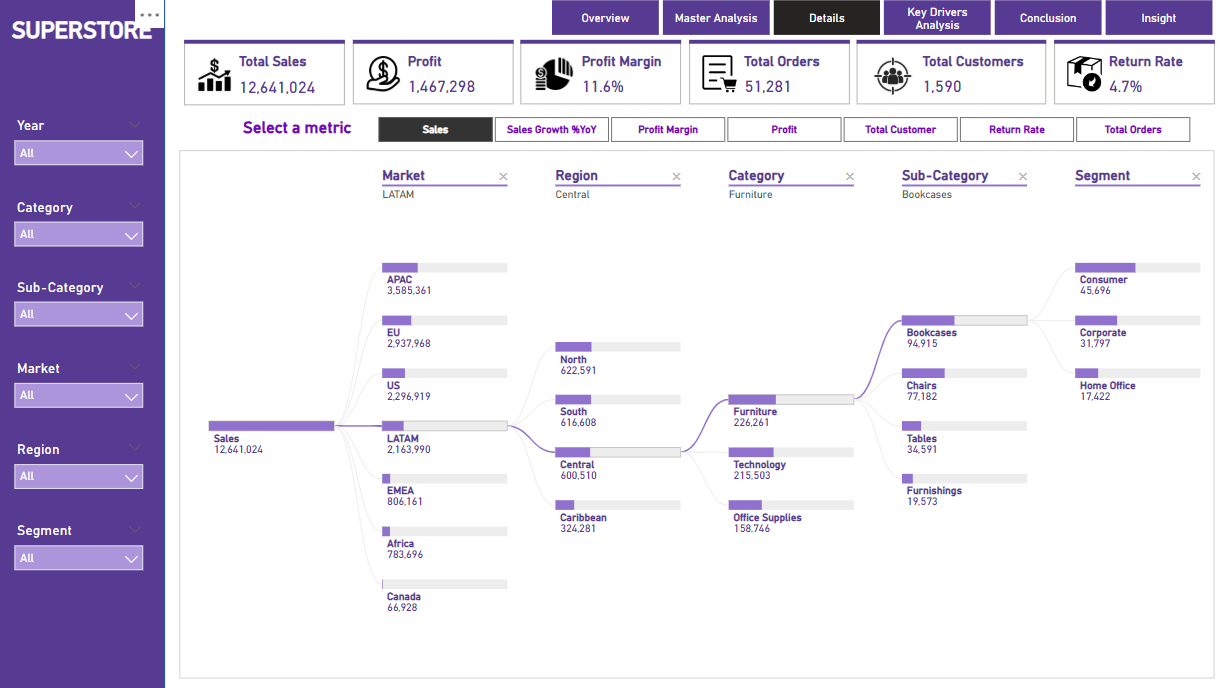 SUPERSTORE
Overview
Master Analysis
Details
Key Drivers
Analysis
Conclusion
Insight
Total Sales
12,641,024
Profit
1,467,298
Profit Margin
11.6%
Total Orders
51,281
Total Customers
1,590
Return Rate
4.7%
Select a metric
Sales
Sales Growth %YoY
Profit Margin
Profit
Total Customer
Return Rate
Total Orders
Year
All
Category
All
Sub-Category
All
Market
All
Region
All
Segment
All
Market
LATAM
Region
Central
Category
Furniture
Sub-Category
Bookcases
Segment
Sales
12,641,024
APAC
3,585,361
EU
2,937,968
US
2,296,919
LATAM
2,163,990
EMEA
806,161
Africa
783,696
Canada
66,928
North
622,591
South
616,608
Central
600,510
Caribbean
324,281
Furniture
226,261
Technology
215,503
Office Supplies
158,746
Bookcases
94,915
Chairs
77,182
Tables
34,591
Furnishings
19,573
Consumer
45,696
Corporate
31,797
Home Office
17,422